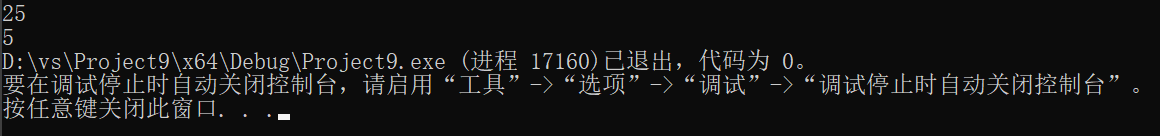 25
5
D:\vs\Project9\x64\Debug\Project9.exe (进程 17160)已退出，代码为 0。
要在调试停止时自动关闭控制台，请启用“工具”->“选项”->“调试”->“调试停止时自动关闭控制台”。
按任意键关闭此窗口. . .